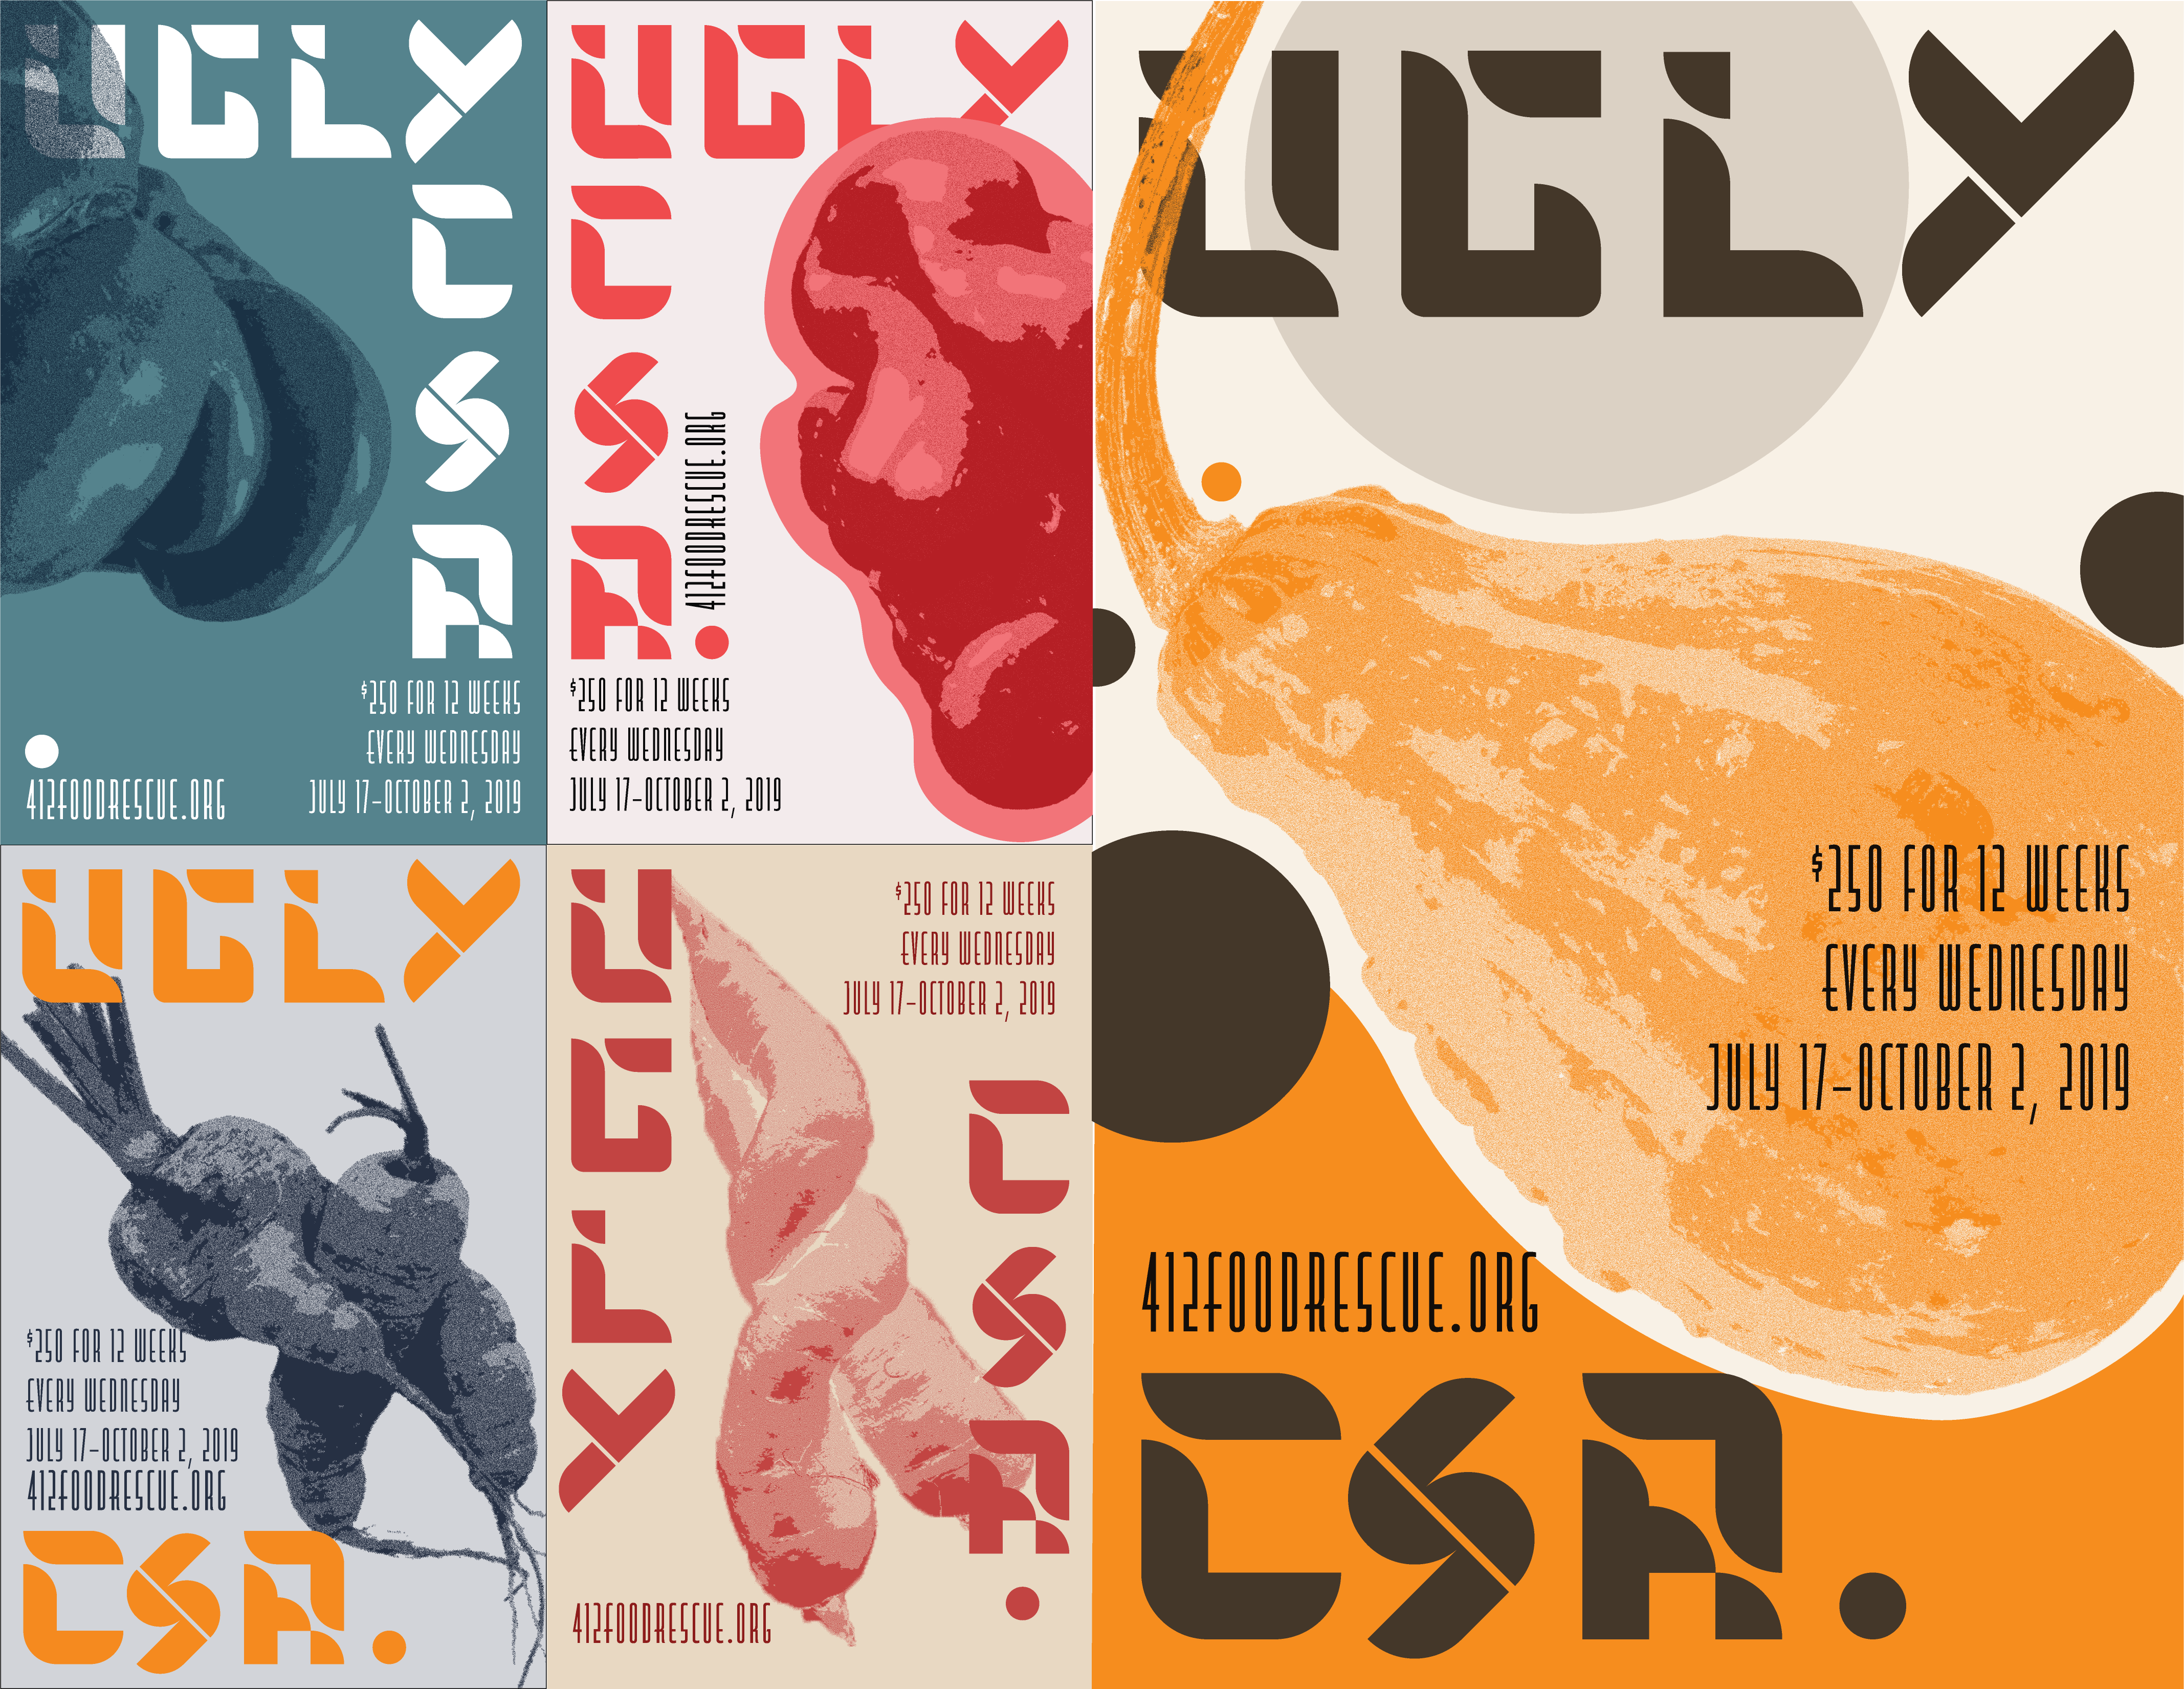 UGLY
CSA
$250 FOR 12 WEEKS
EVERY WEDNESDAY
JULY 17–OCTOBER 2, 2019
412FOODRESCUE.ORG
UGLY
CSA.
412FOODRESCUE.ORG
$250 FOR 12 WEEKS
EVERY WEDNESDAY
JULY 17–OCTOBER 2, 2019
UGLY
$250 FOR 12 WEEKS
EVERY WEDNESDAY
JULY 17–OCTOBER 2, 2019
412FOODRESCUE.ORG
CSA.
UGLY
$250 FOR 12 WEEKS
EVERY WEDNESDAY
JULY 17–OCTOBER 2, 2019
CSA.
412FOODRESCUE.ORG
UGLY
$250 FOR 12 WEEKS
EVERY WEDNESDAY
JULY 17–OCTOBER 2, 2019
412FOODRESCUE.ORG
CSA.